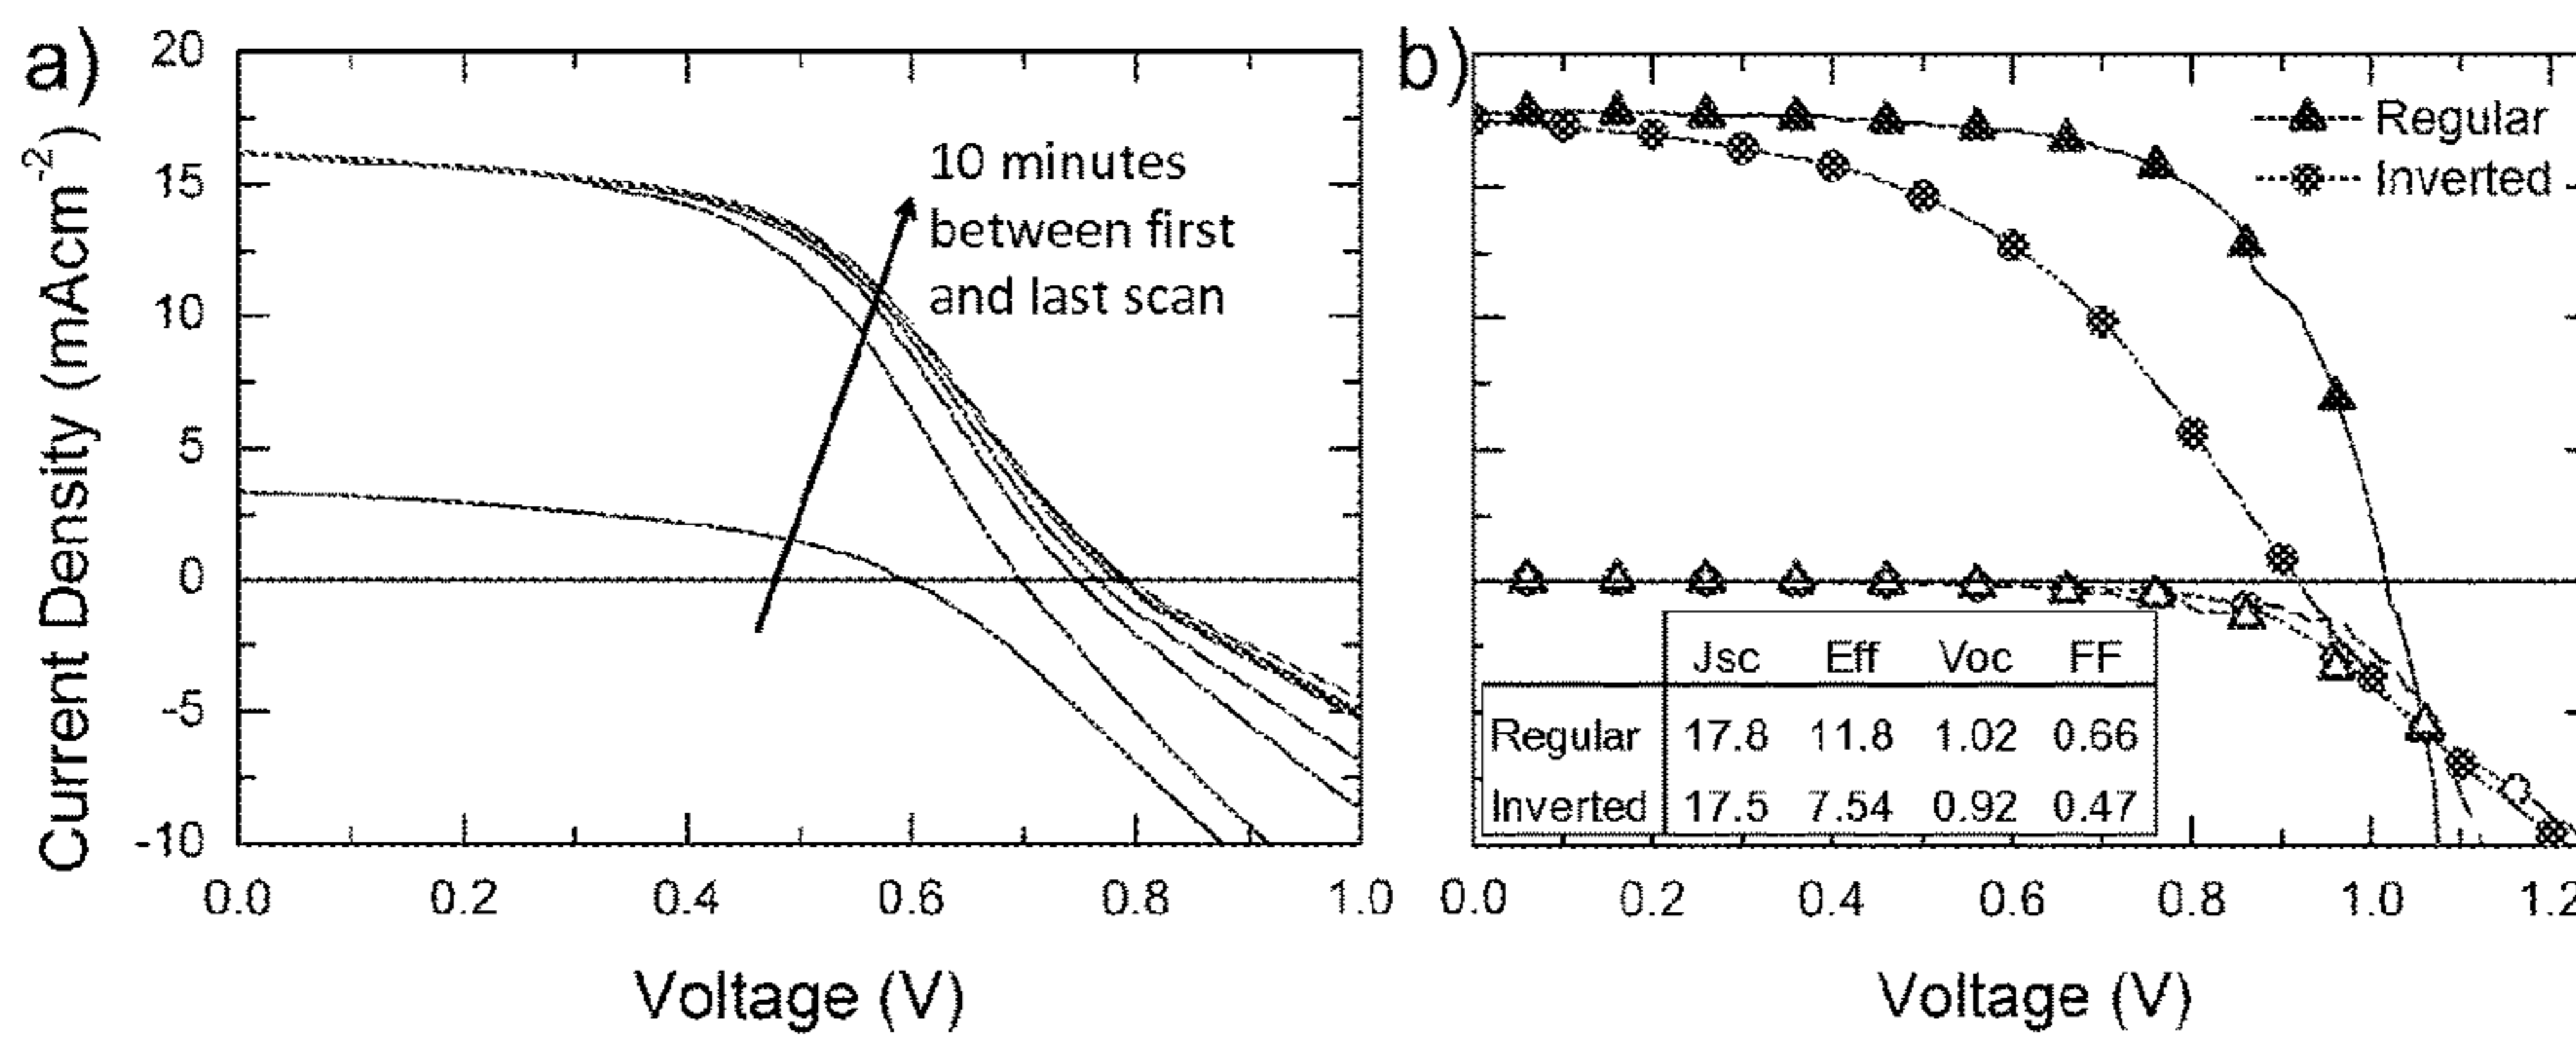 a)
20
15
10
5
0
-5
-10
Current Density (mAcm⁻²)
10 minutes
between first
and last scan
0.0 0.2 0.4 0.6 0.8 1.0
Voltage (V)
b)
Regular
Inverted
Jsc Eff Voc FF
Regular 17.8 11.8 1.02 0.66
Inverted 17.5 7.54 0.92 0.47
0.0 0.2 0.4 0.6 0.8 1.0 1.2
Voltage (V)